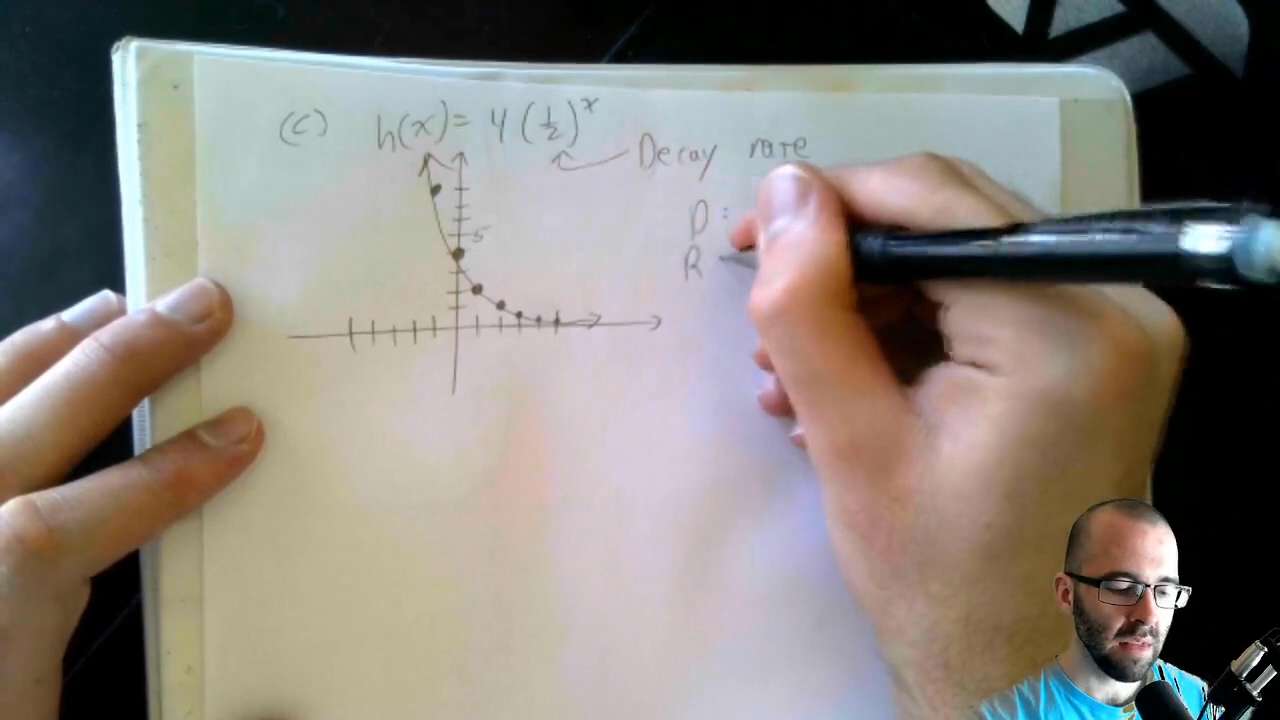 (c) h(x) = 4(1/2)^x
Decay rate
D:
5
R